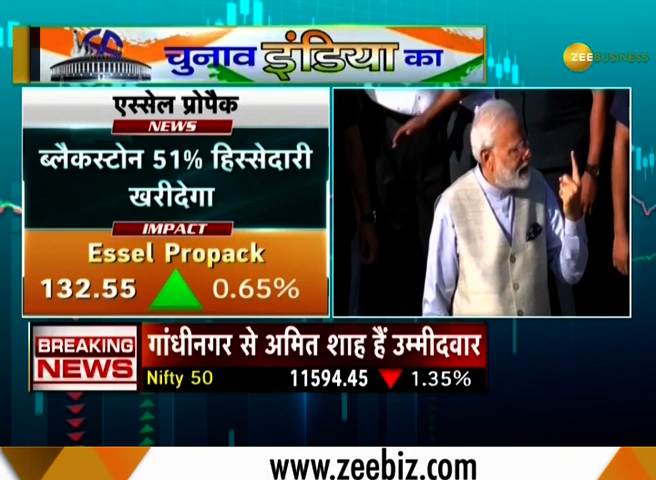 चुनाव इंडिया का
ZEE BUSINESS
एस्सेल प्रोपैक
NEWS
ब्लैकस्टोन 51% हिस्सेदारी
खरीदेगा
IMPACT
Essel Propack
132.55 ▲ 0.65%
BREAKING
NEWS
गांधीनगर से अमित शाह हैं उम्मीदवार
Nifty 50 11594.45 ▼ 1.35%
www.zeebiz.com